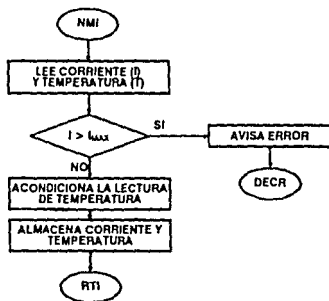 NMI
LEE CORRIENTE (I)
Y TEMPERATURA (T)
I > IMAX
SI
AVISA ERROR
NO
DECR
ACONDICIONA LA LECTURA
DE TEMPERATURA
ALMACENA CORRIENTE Y
TEMPERATURA
RTI